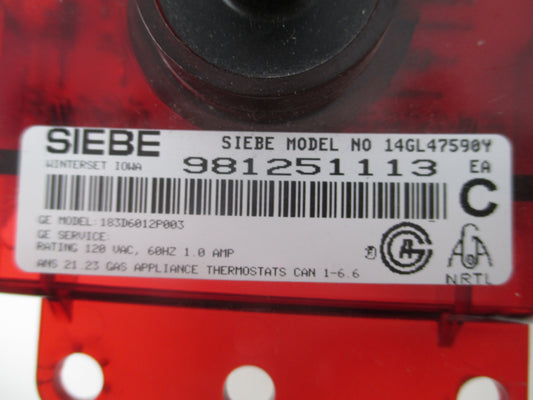 SIEBE SIEBE MODEL NO 14GL47590Y
WINTERSET IOWA 981251113 EA
C
GE MODEL:183D6012P003
GE SERVICE:
RATING 120 VAC, 60HZ 1.0 AMP
ANS 21.23 GAS APPLIANCE THERMOSTATS CAN 1-6.6
NRTL